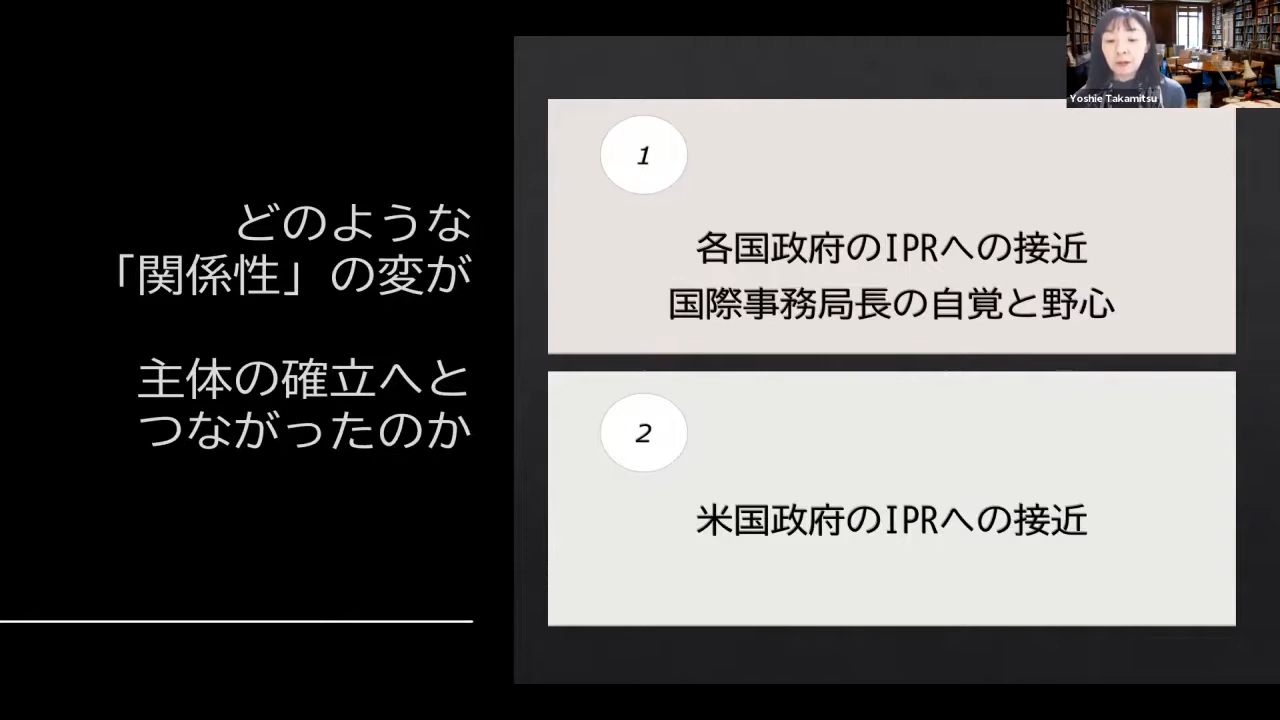 どのような
「関係性」の変が
主体の確立へと
つながったのか
1
各国政府のIPRへの接近
国際事務局長の自覚と野心
2
米国政府のIPRへの接近
Yoshie Takamitsu